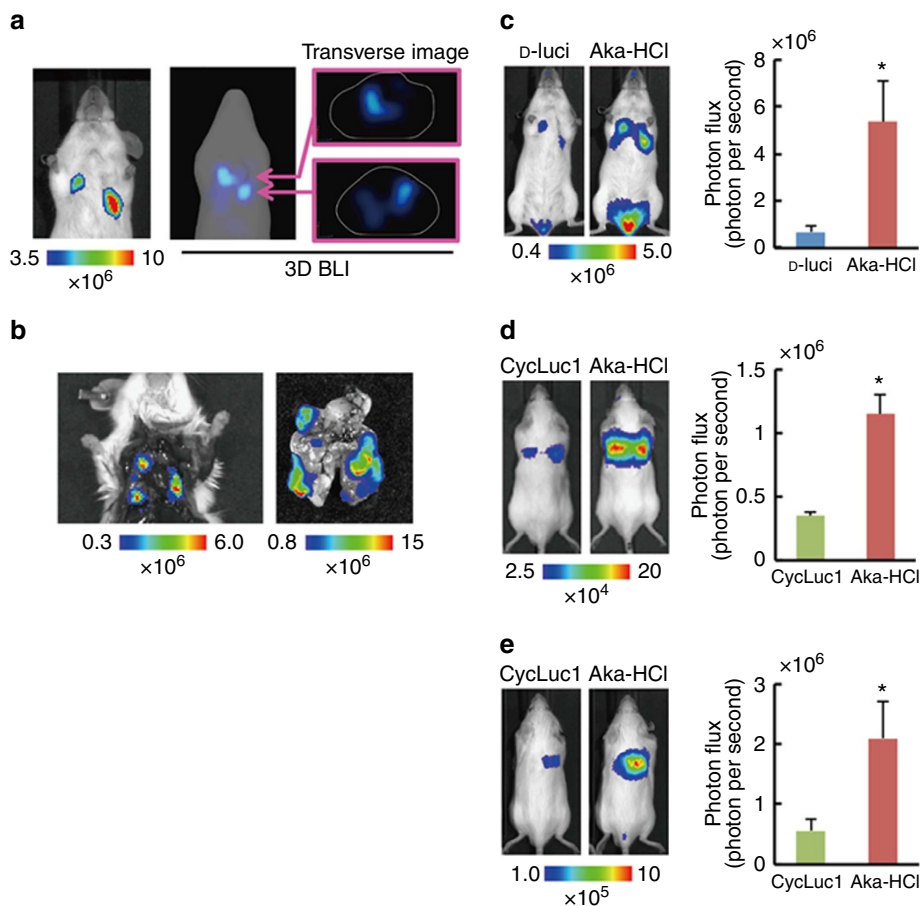 a
Transverse image
3.5 10
×10⁶
3D BLI
b
0.3 6.0
×10⁶
0.8 15
×10⁶
c
D-luci Aka-HCl
0.4 5.0
×10⁶
×10⁶
Photon flux
(photon per second)
8
6
4
2
0
*
D-luci Aka-HCl
d
CycLuc1 Aka-HCl
2.5 20
×10⁴
×10⁶
Photon flux
(photon per second)
1.5
1
0.5
0
*
CycLuc1 Aka-HCl
e
CycLuc1 Aka-HCl
1.0 10
×10⁵
×10⁶
Photon flux
(photon per second)
3
2
1
0
*
CycLuc1 Aka-HCl